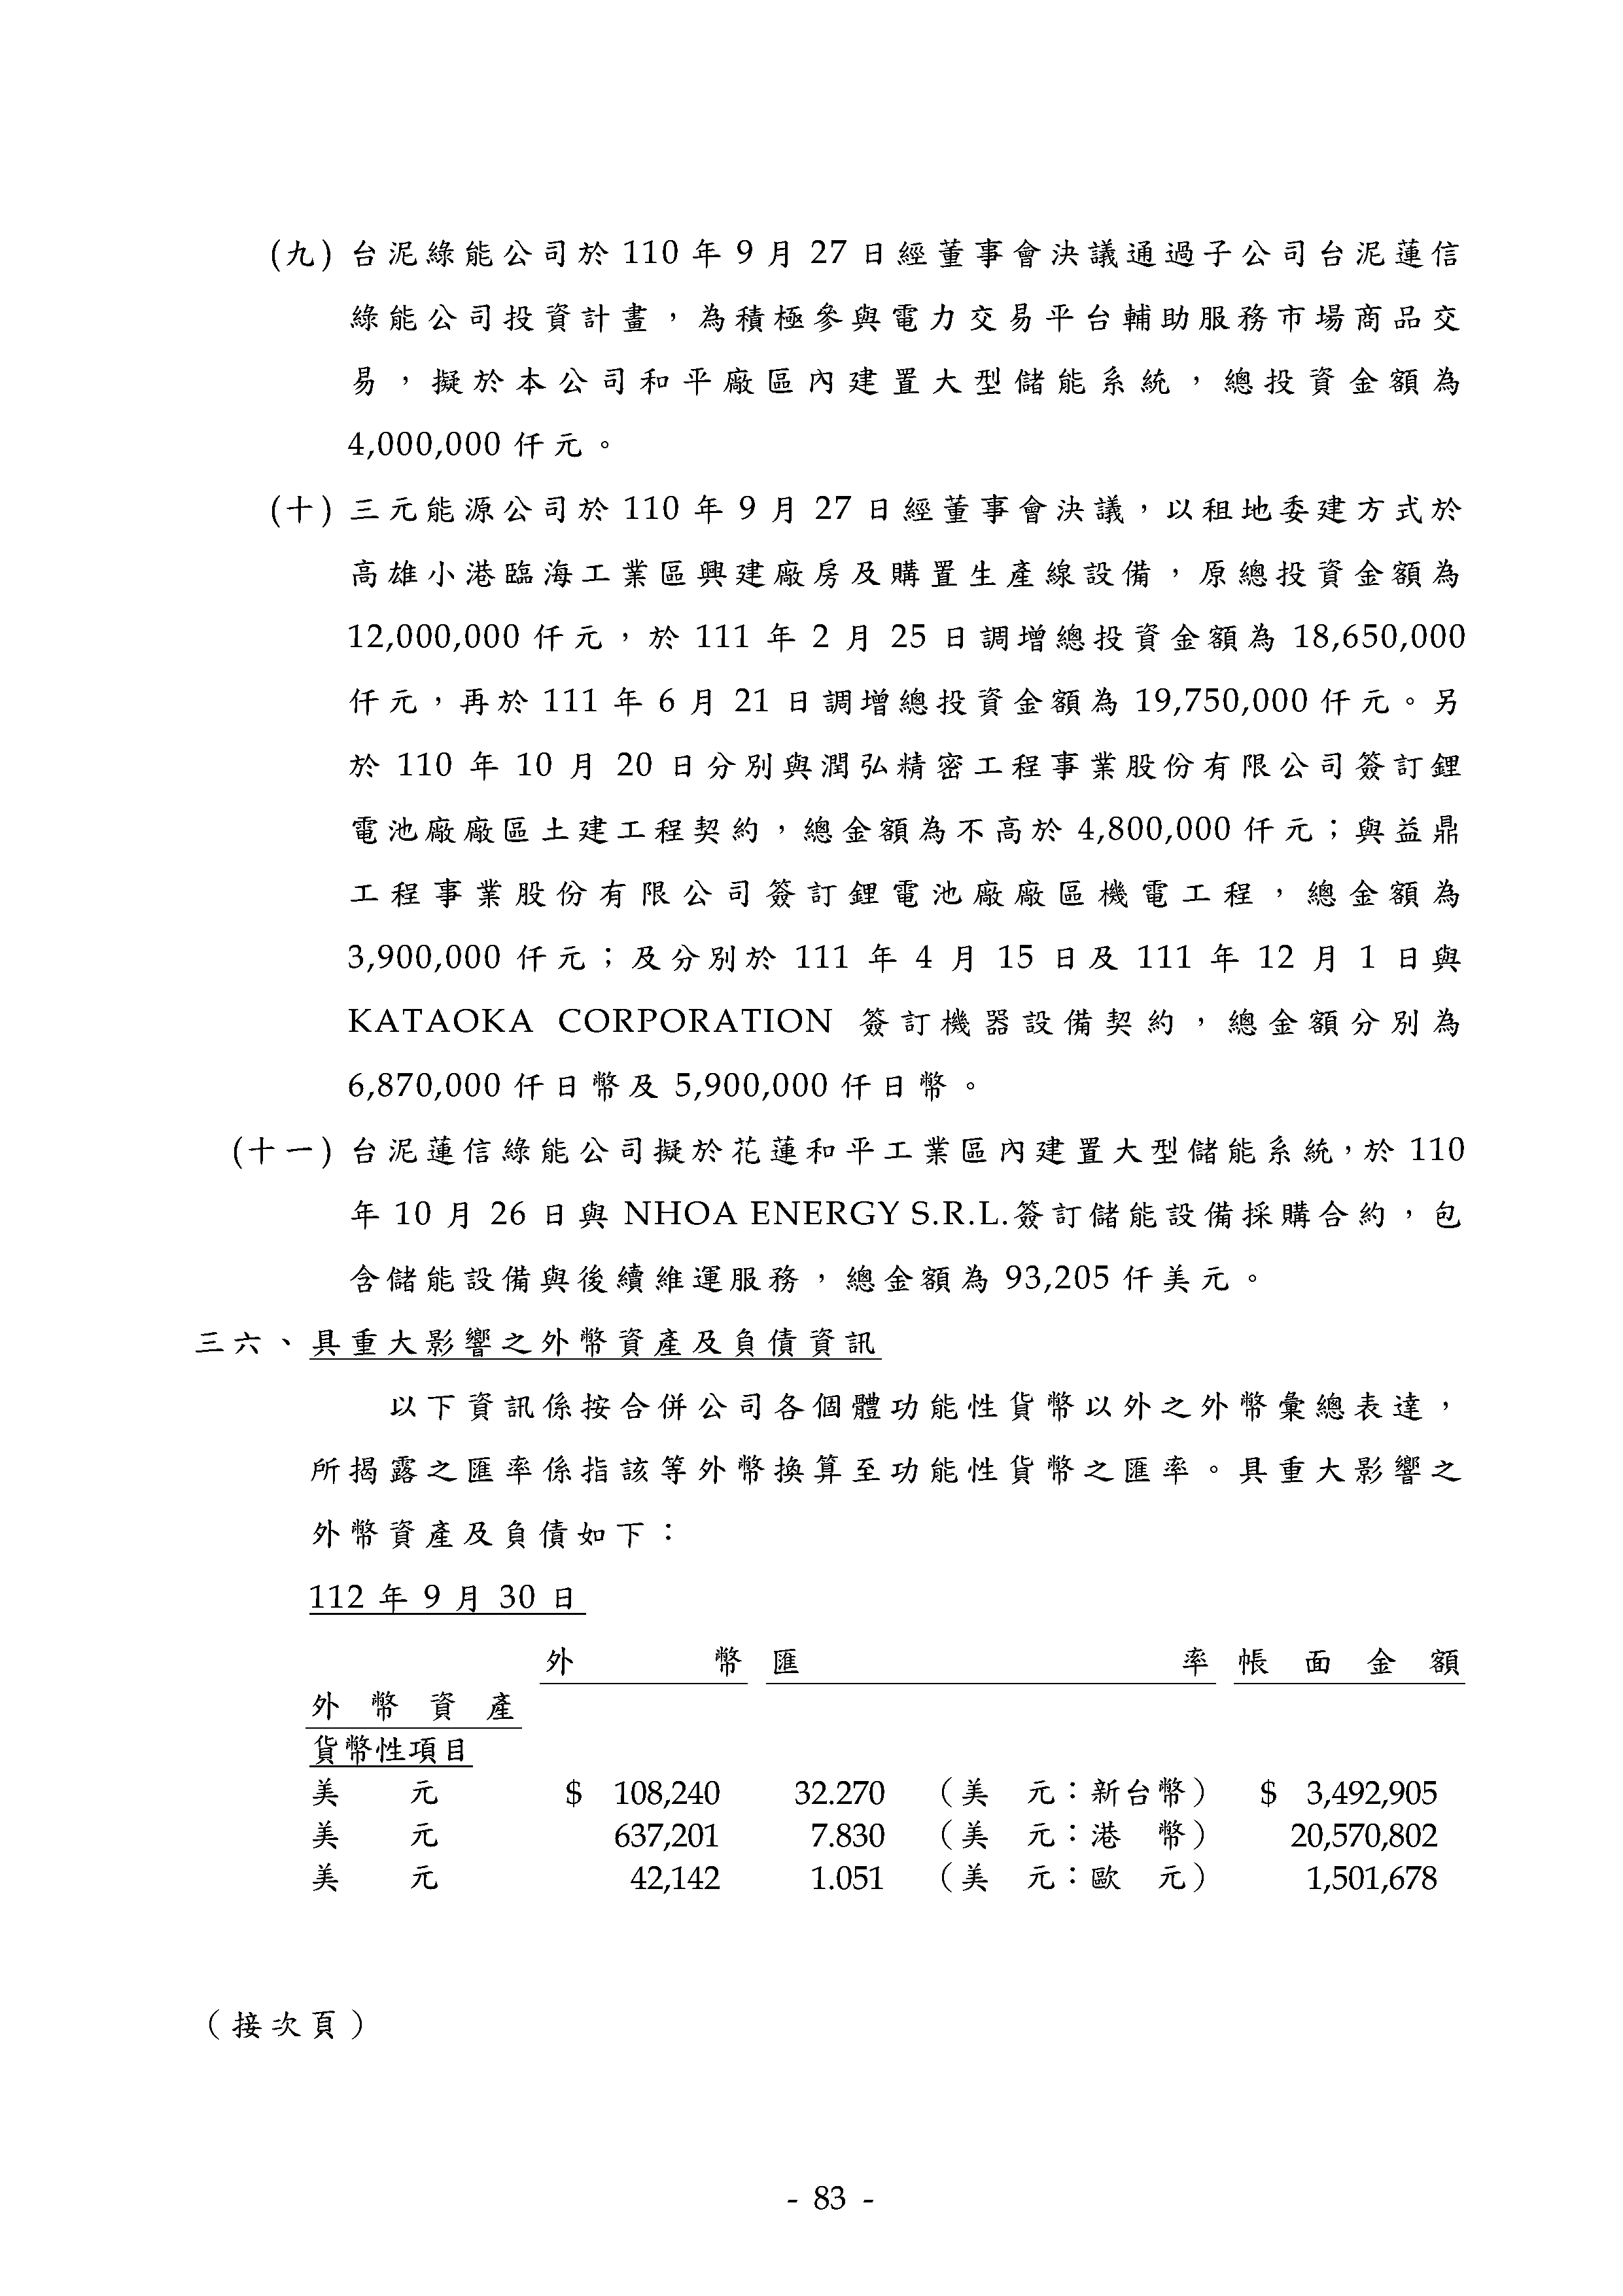 (九) 台泥綠能公司於 110 年 9 月 27 日經董事會決議通過子公司台泥蓮信
綠能公司投資計畫，為積極參與電力交易平台輔助服務市場商品交
易，擬於本公司和平廠區內建置大型儲能系統，總投資金額為
4,000,000 仟元。
(十) 三元能源公司於 110 年 9 月 27 日經董事會決議，以租地委建方式於
高雄小港臨海工業區興建廠房及購置生產線設備，原總投資金額為
12,000,000 仟元，於 111 年 2 月 25 日調增總投資金額為 18,650,000
仟元，再於 111 年 6 月 21 日調增總投資金額為 19,750,000 仟元。另
於 110 年 10 月 20 日分別與潤弘精密工程事業股份有限公司簽訂鋰
電池廠廠區土建工程契約，總金額為不高於 4,800,000 仟元；與益鼎
工程事業股份有限公司簽訂鋰電池廠廠區機電工程，總金額為
3,900,000 仟元；及分別於 111 年 4 月 15 日及 111 年 12 月 1 日與
KATAOKA CORPORATION 簽訂機器設備契約，總金額分別為
6,870,000 仟日幣及 5,900,000 仟日幣。
(十一) 台泥蓮信綠能公司擬於花蓮和平工業區內建置大型儲能系統，於 110
年 10 月 26 日與 NHOA ENERGY S.R.L.簽訂儲能設備採購合約，包
含儲能設備與後續維運服務，總金額為 93,205 仟美元。
三六、具重大影響之外幣資產及負債資訊
以下資訊係按合併公司各個體功能性貨幣以外之外幣彙總表達，
所揭露之匯率係指該等外幣換算至功能性貨幣之匯率。具重大影響之
外幣資產及負債如下：
112 年 9 月 30 日
外幣 匯率 帳面金額
外幣資產
貨幣性項目
美元 $ 108,240 32.270 （美元：新台幣） $ 3,492,905
美元 637,201 7.830 （美元：港幣） 20,570,802
美元 42,142 1.051 （美元：歐元） 1,501,678
（接次頁）
- 83 -